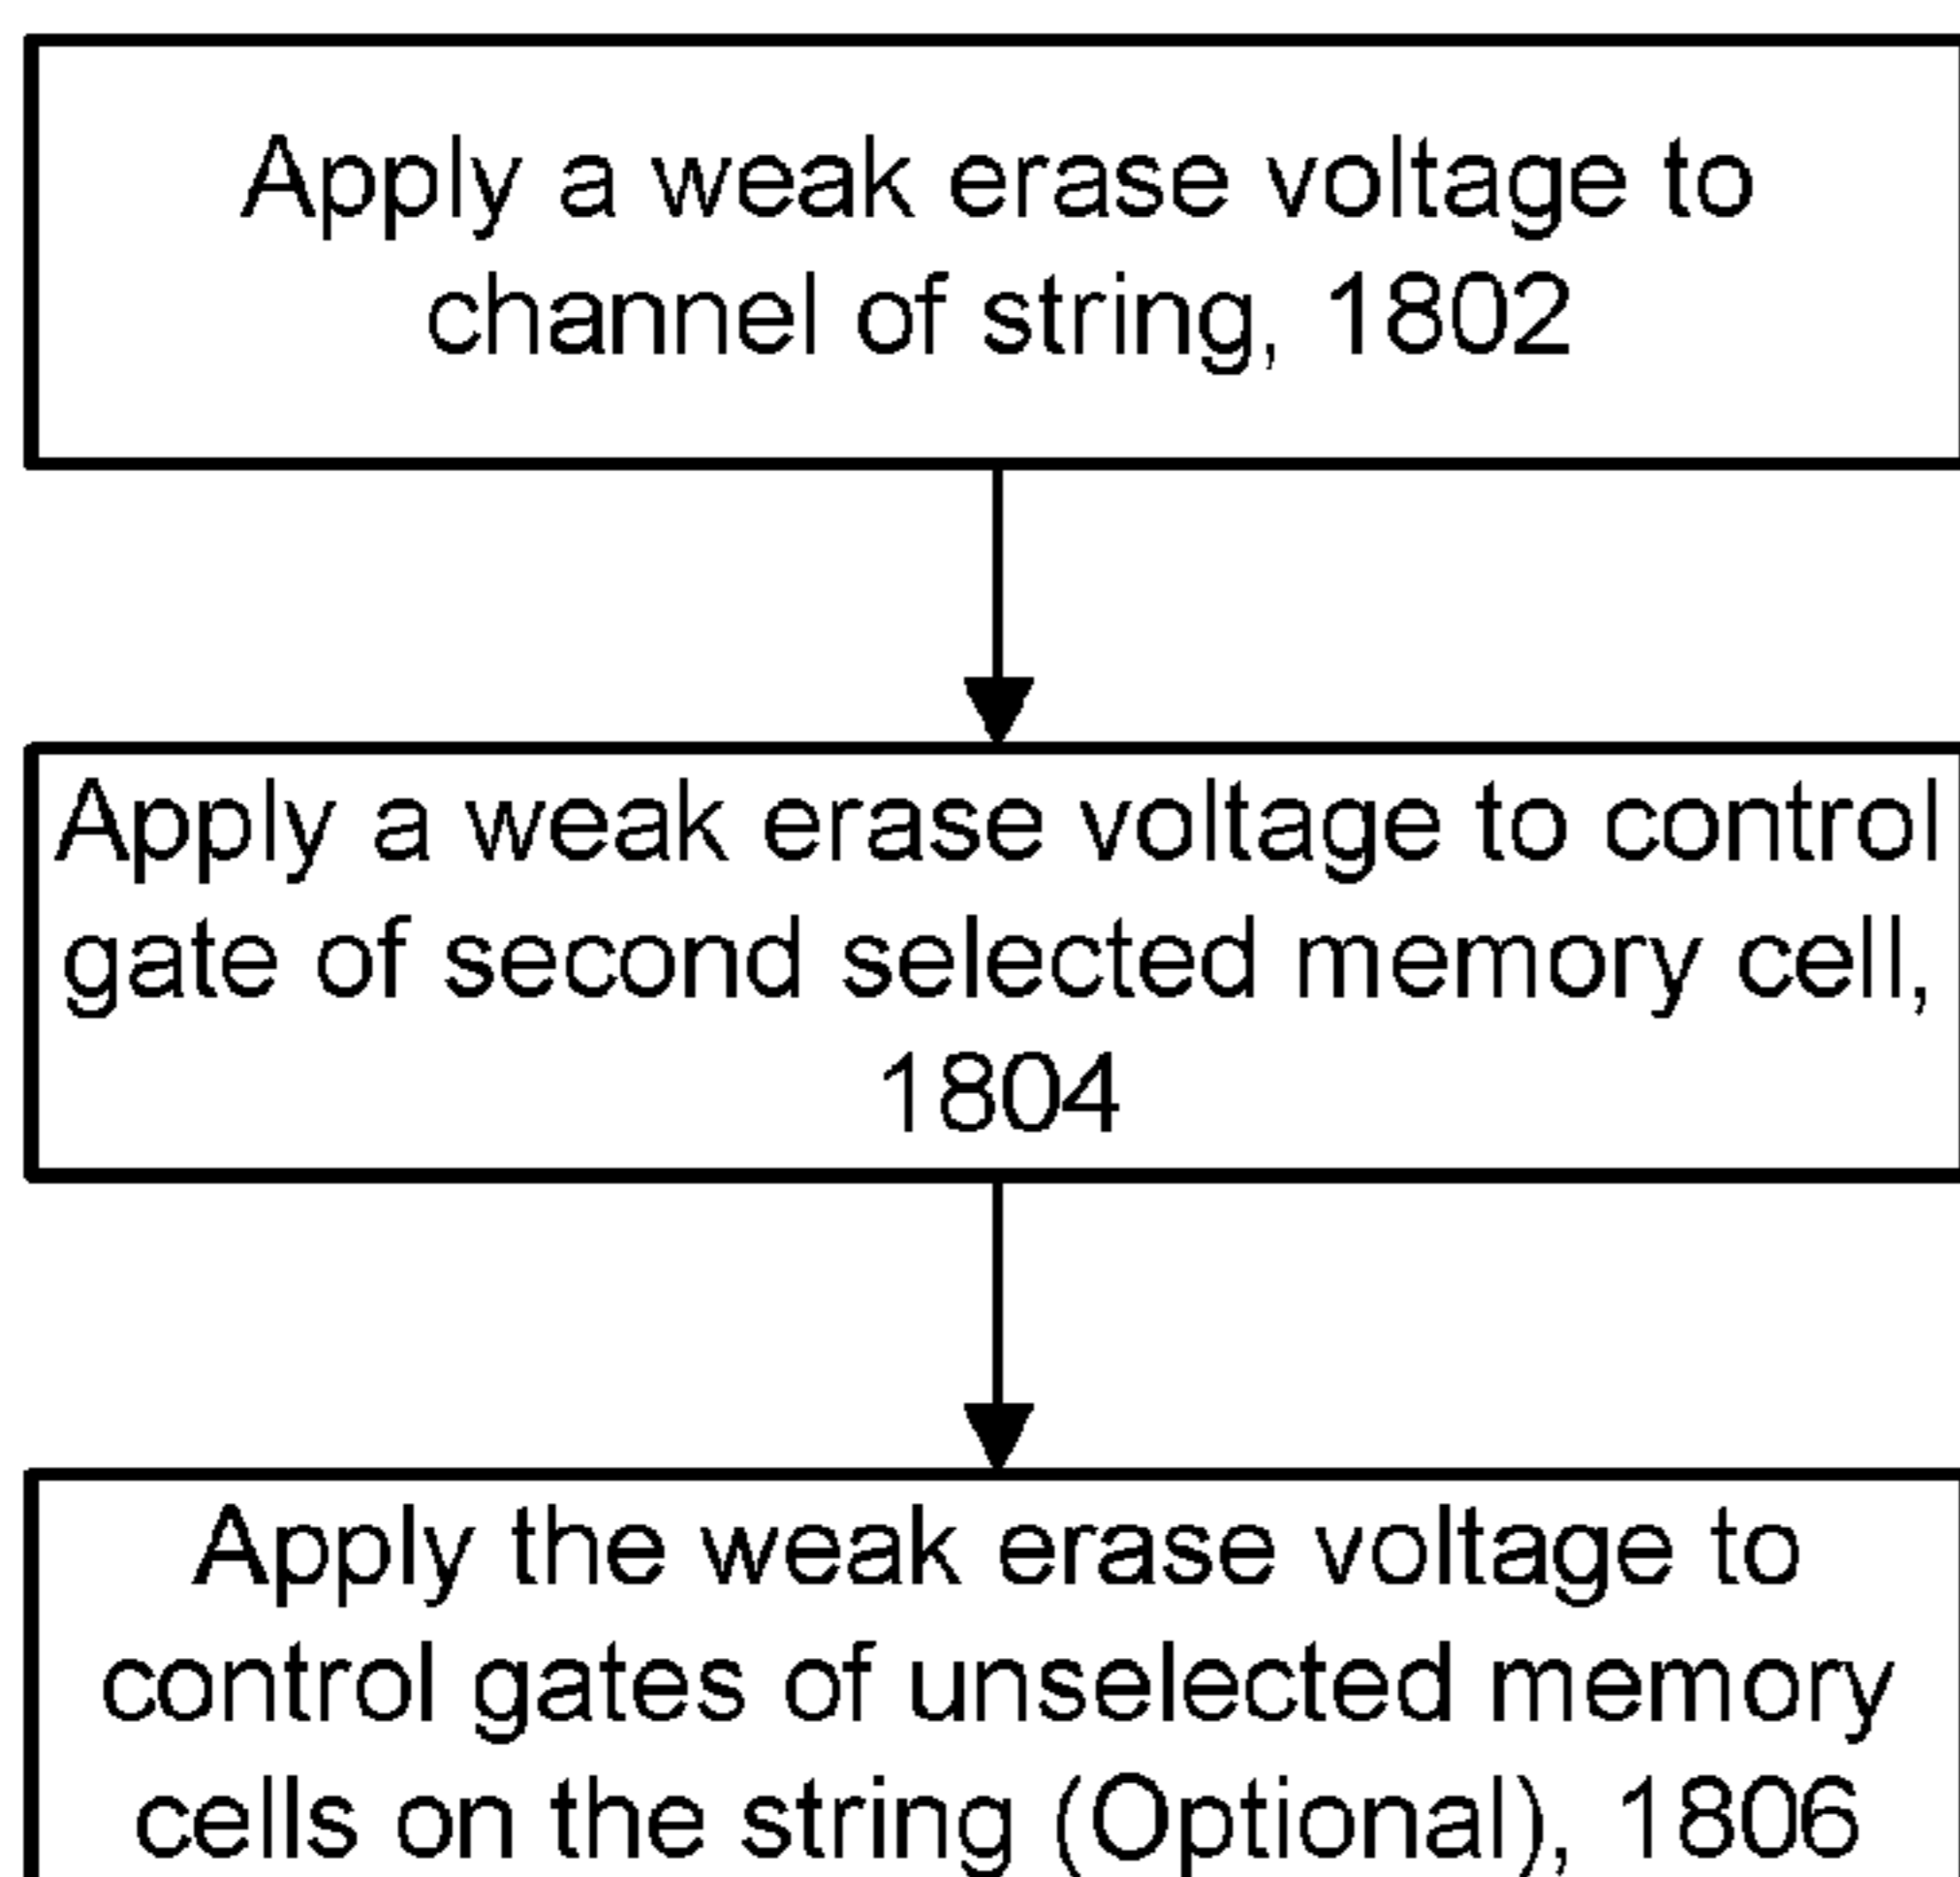 Apply a weak erase voltage to
channel of string, 1802
Apply a weak erase voltage to control
gate of second selected memory cell,
1804
Apply the weak erase voltage to
control gates of unselected memory
cells on the string (Optional), 1806